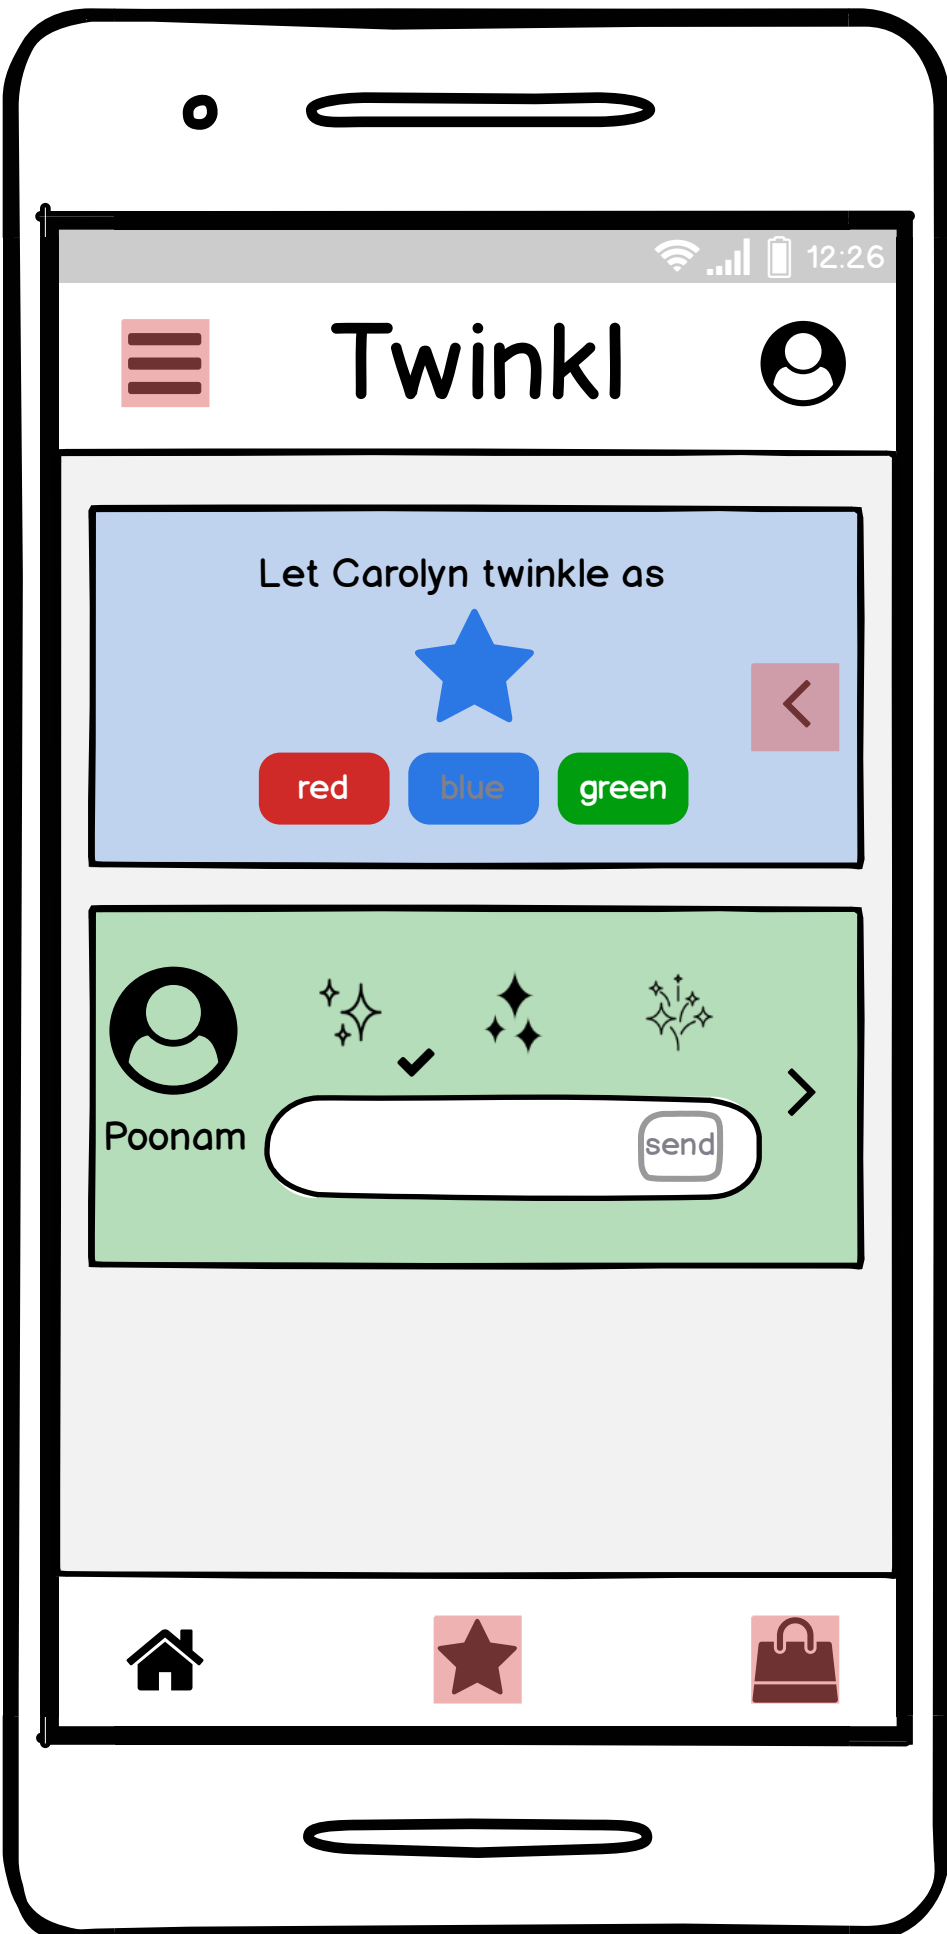 12:26
Twinkl
Let Carolyn twinkle as
red blue green
Poonam
send